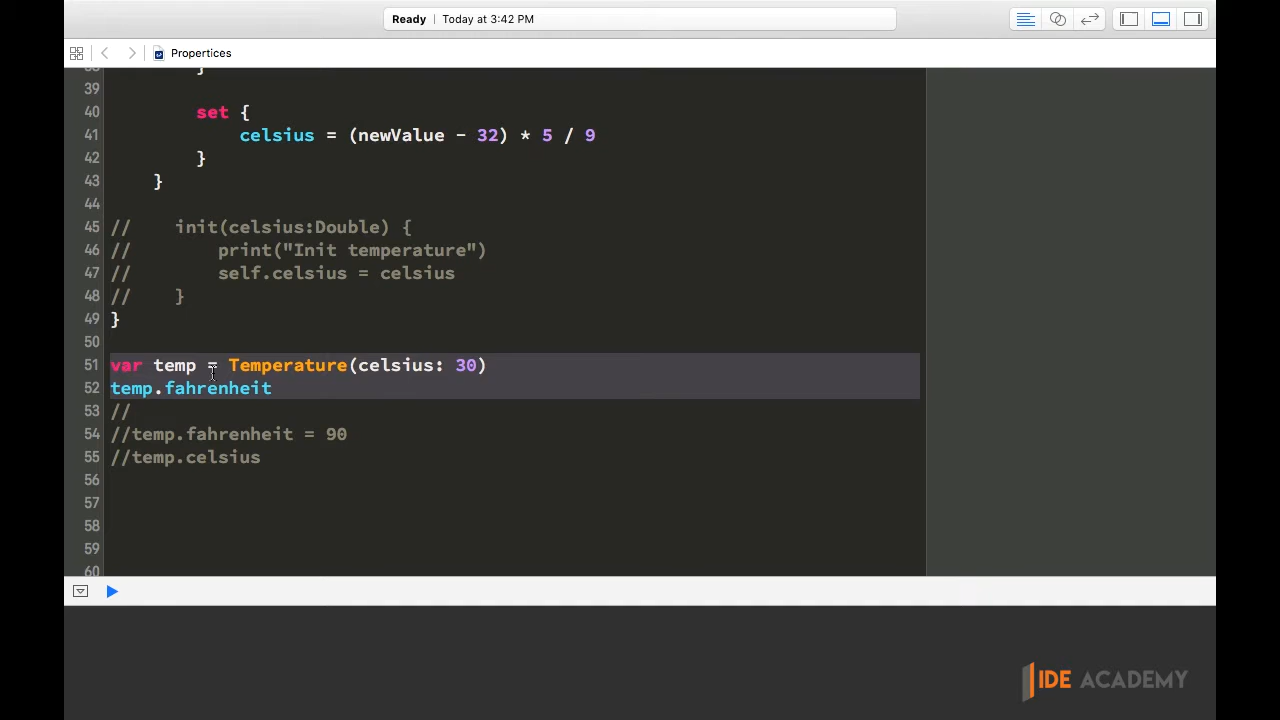 Ready | Today at 3:42 PM
Propertices
}
39
40 set {
41 celsius = (newValue - 32) * 5 / 9
42 }
43 }
44
45 // init(celsius:Double) {
46 // print("Init temperature")
47 // self.celsius = celsius
48 // }
49 }
50
51 var temp = Temperature(celsius: 30)
52 temp.fahrenheit
53 //
54 //temp.fahrenheit = 90
55 //temp.celsius
56
57
58
59
60
IDE ACADEMY